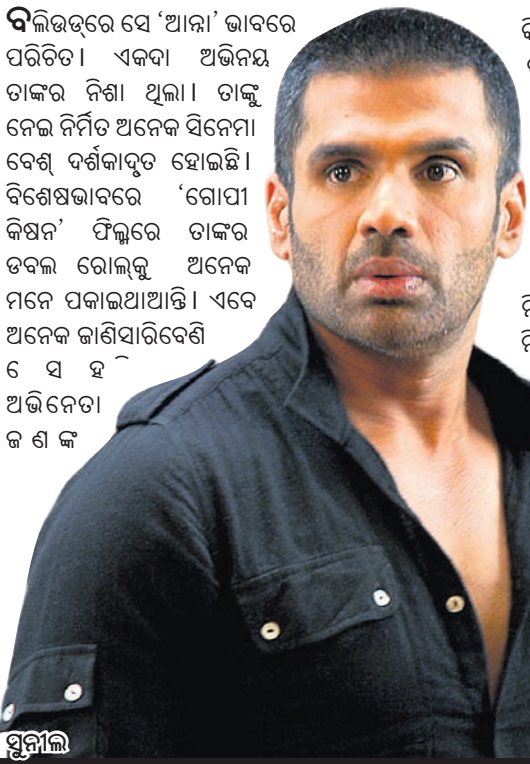 ବଲିଉଡ୍‌ରେ ସେ ‘ଆନ୍ନା’ ଭାବରେ
ପରିଚିତ। ଏକଦା ଅଭିନୟ
ତାଙ୍କର ନିଶା ଥିଲା। ତାଙ୍କୁ
ନେଇ ନିର୍ମିତ ଅନେକ ସିନେମା
ବେଶ୍ ଦର୍ଶକାଦୃତ ହୋଇଛି।
ବିଶେଷଭାବରେ ‘ଗୋପୀ
କିଷନ’ ଫିଲ୍ମରେ ତାଙ୍କର
ଡବଲ ରୋଲ୍‌କୁ ଅନେକ
ମନେ ପକାଇଥାଆନ୍ତି। ଏବେ
ଅନେକ ଜାଣିସାରିବେଣି
ସେ ହି
ଅଭିନେତା
ଜଣଙ୍କ
ସୁନୀଲ